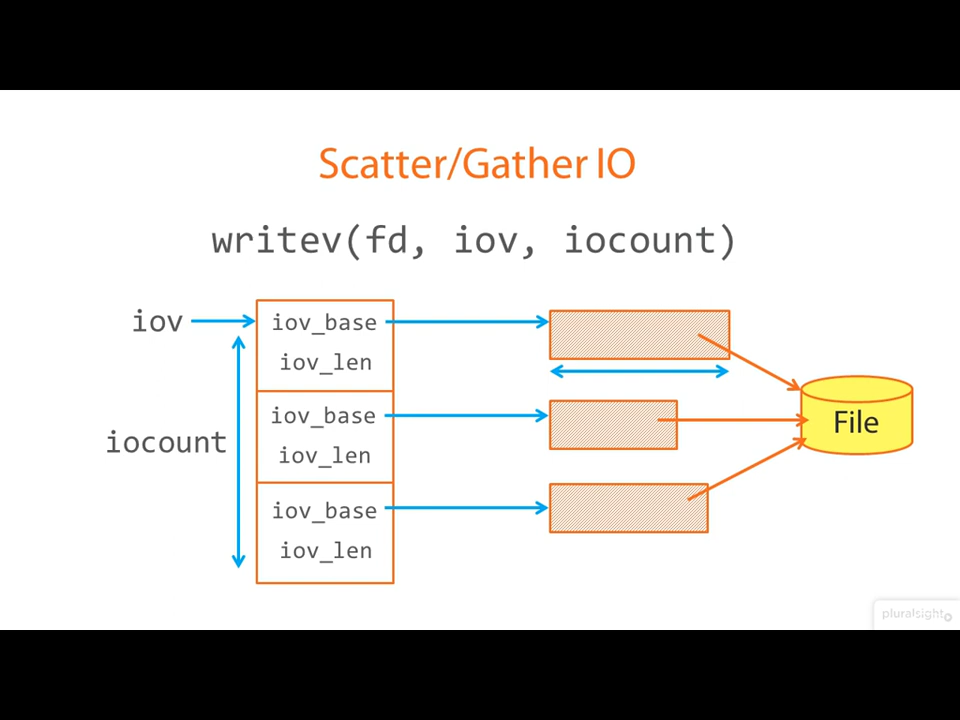 Scatter/Gather IO
writev(fd, iov, iocount)
iov
iov_base
iov_len
iocount
iov_base
iov_len
iov_base
iov_len
File
pluralsight